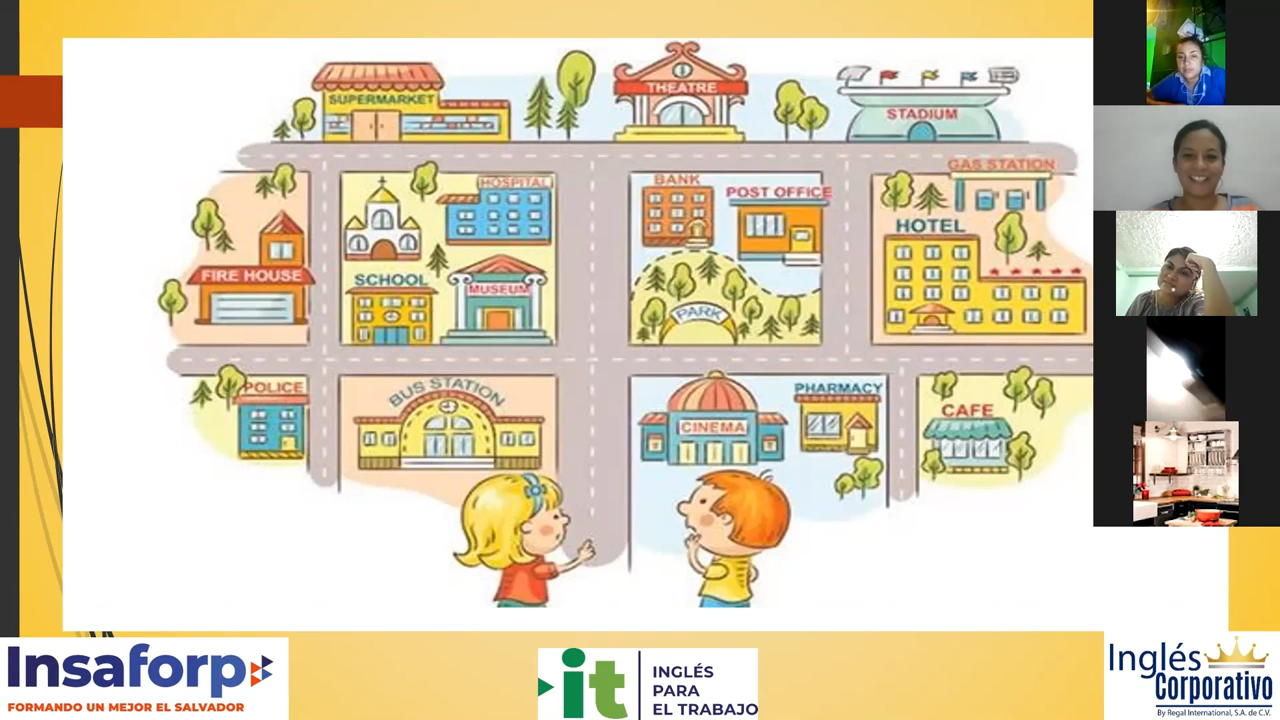 SUPERMARKET
THEATRE
STADIUM
GAS STATION
HOSPITAL
BANK
POST OFFICE
HOTEL
FIRE HOUSE
SCHOOL
MUSEUM
PARK
POLICE
BUS STATION
CINEMA
PHARMACY
CAFE
Insaforp
FORMANDO UN MEJOR EL SALVADOR
it
INGLÉS
PARA
EL TRABAJO
Inglés
Corporativo
By Regal International, S.A. de C.V.